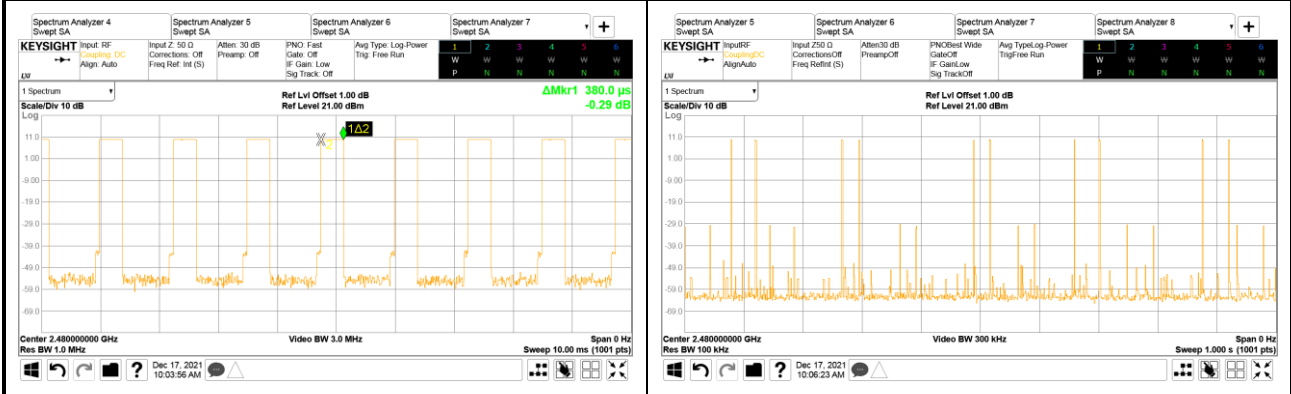 Spectrum Analyzer 4
Swept SA
Spectrum Analyzer 5
Swept SA
Spectrum Analyzer 6
Swept SA
Spectrum Analyzer 7
Swept SA
+
KEYSIGHT
Input: RF
Coupling: DC
Align: Auto
Input Z: 50 Ω
Corrections: Off
Freq Ref: Int (S)
Atten: 30 dB
Preamp: Off
PNO: Fast
Gate: Off
IF Gain: Low
Sig Track: Off
Avg Type: Log-Power
Trig: Free Run
1 2 3 4 5 6
W W W W W W
P N N N N N
LXI
1 Spectrum
Scale/Div 10 dB
Log
Ref Lvl Offset 1.00 dB
Ref Level 21.00 dBm
ΔMkr1 380.0 µs
-0.29 dB
1Δ2
X2
11.0
1.00
-9.00
-19.0
-29.0
-39.0
-49.0
-59.0
-69.0
Center 2.480000000 GHz
Res BW 1.0 MHz
Video BW 3.0 MHz
Span 0 Hz
Sweep 10.00 ms (1001 pts)
?
Dec 17, 2021
10:03:56 AM
Spectrum Analyzer 5
Swept SA
Spectrum Analyzer 6
Swept SA
Spectrum Analyzer 7
Swept SA
Spectrum Analyzer 8
Swept SA
+
KEYSIGHT
InputRF
CouplingDC
AlignAuto
Input Z50 Ω
CorrectionsOff
Freq RefInt (S)
Atten30 dB
PreampOff
PNOBest Wide
GateOff
IF GainLow
Sig TrackOff
Avg TypeLog-Power
TrigFree Run
1 2 3 4 5 6
W W W W W W
P N N N N N
LXI
1 Spectrum
Scale/Div 10 dB
Log
Ref Lvl Offset 1.00 dB
Ref Level 21.00 dBm
11.0
1.00
-9.00
-19.0
-29.0
-39.0
-49.0
-59.0
-69.0
Center 2.480000000 GHz
Res BW 100 kHz
Video BW 300 kHz
Span 0 Hz
Sweep 1.000 s (1001 pts)
?
Dec 17, 2021
10:06:23 AM